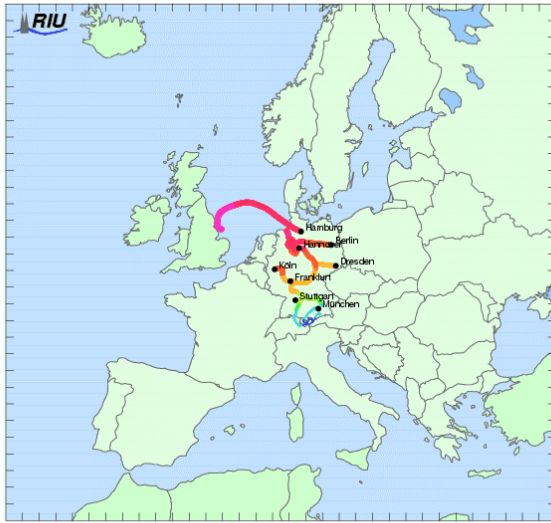 RIU
Hamburg
Berlin
Hannover
Köln
Dresden
Frankfurt
Stuttgart
München